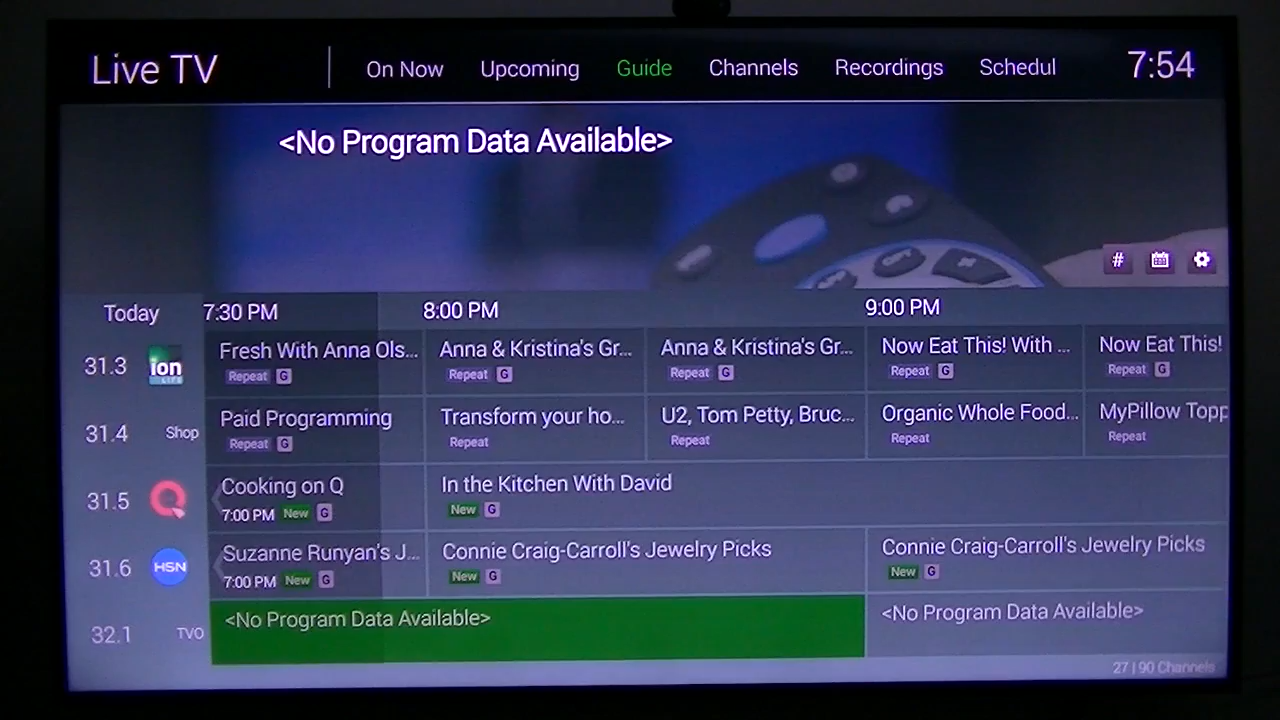 Live TV
On Now Upcoming Guide Channels Recordings Schedul 7:54
<No Program Data Available>
#
Today 7:30 PM 8:00 PM 9:00 PM
31.3 ion LIFE Fresh With Anna Ols... Anna & Kristina's Gr... Anna & Kristina's Gr... Now Eat This! With ... Now Eat This!
Repeat G Repeat G Repeat G Repeat G Repeat G
31.4 Shop Paid Programming Transform your ho... U2, Tom Petty, Bruc... Organic Whole Food... MyPillow Topp
Repeat G Repeat Repeat Repeat Repeat
31.5 Cooking on Q In the Kitchen With David
7:00 PM New G New G
31.6 HSN Suzanne Runyan's J... Connie Craig-Carroll's Jewelry Picks Connie Craig-Carroll's Jewelry Picks
7:00 PM New G New G New G
32.1 TVO <No Program Data Available> <No Program Data Available>
27 | 90 Channels